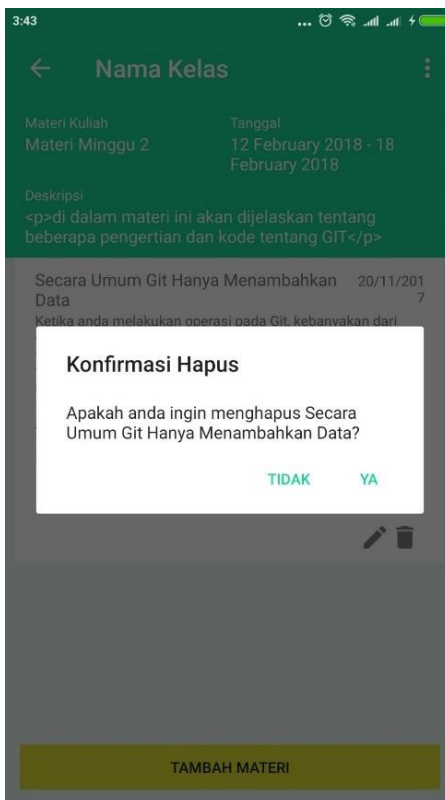 3:43
Nama Kelas
Materi Kuliah
Tanggal
Materi Minggu 2
12 February 2018 - 18
February 2018
Deskripsi
<p>di dalam materi ini akan dijelaskan tentang
beberapa pengertian dan kode tentang GIT</p>
Secara Umum Git Hanya Menambahkan
20/11/201
Data
7
Ketika anda melakukan operasi pada Git, kebanyakan dari
Konfirmasi Hapus
Apakah anda ingin menghapus Secara
Umum Git Hanya Menambahkan Data?
TIDAK
YA
TAMBAH MATERI